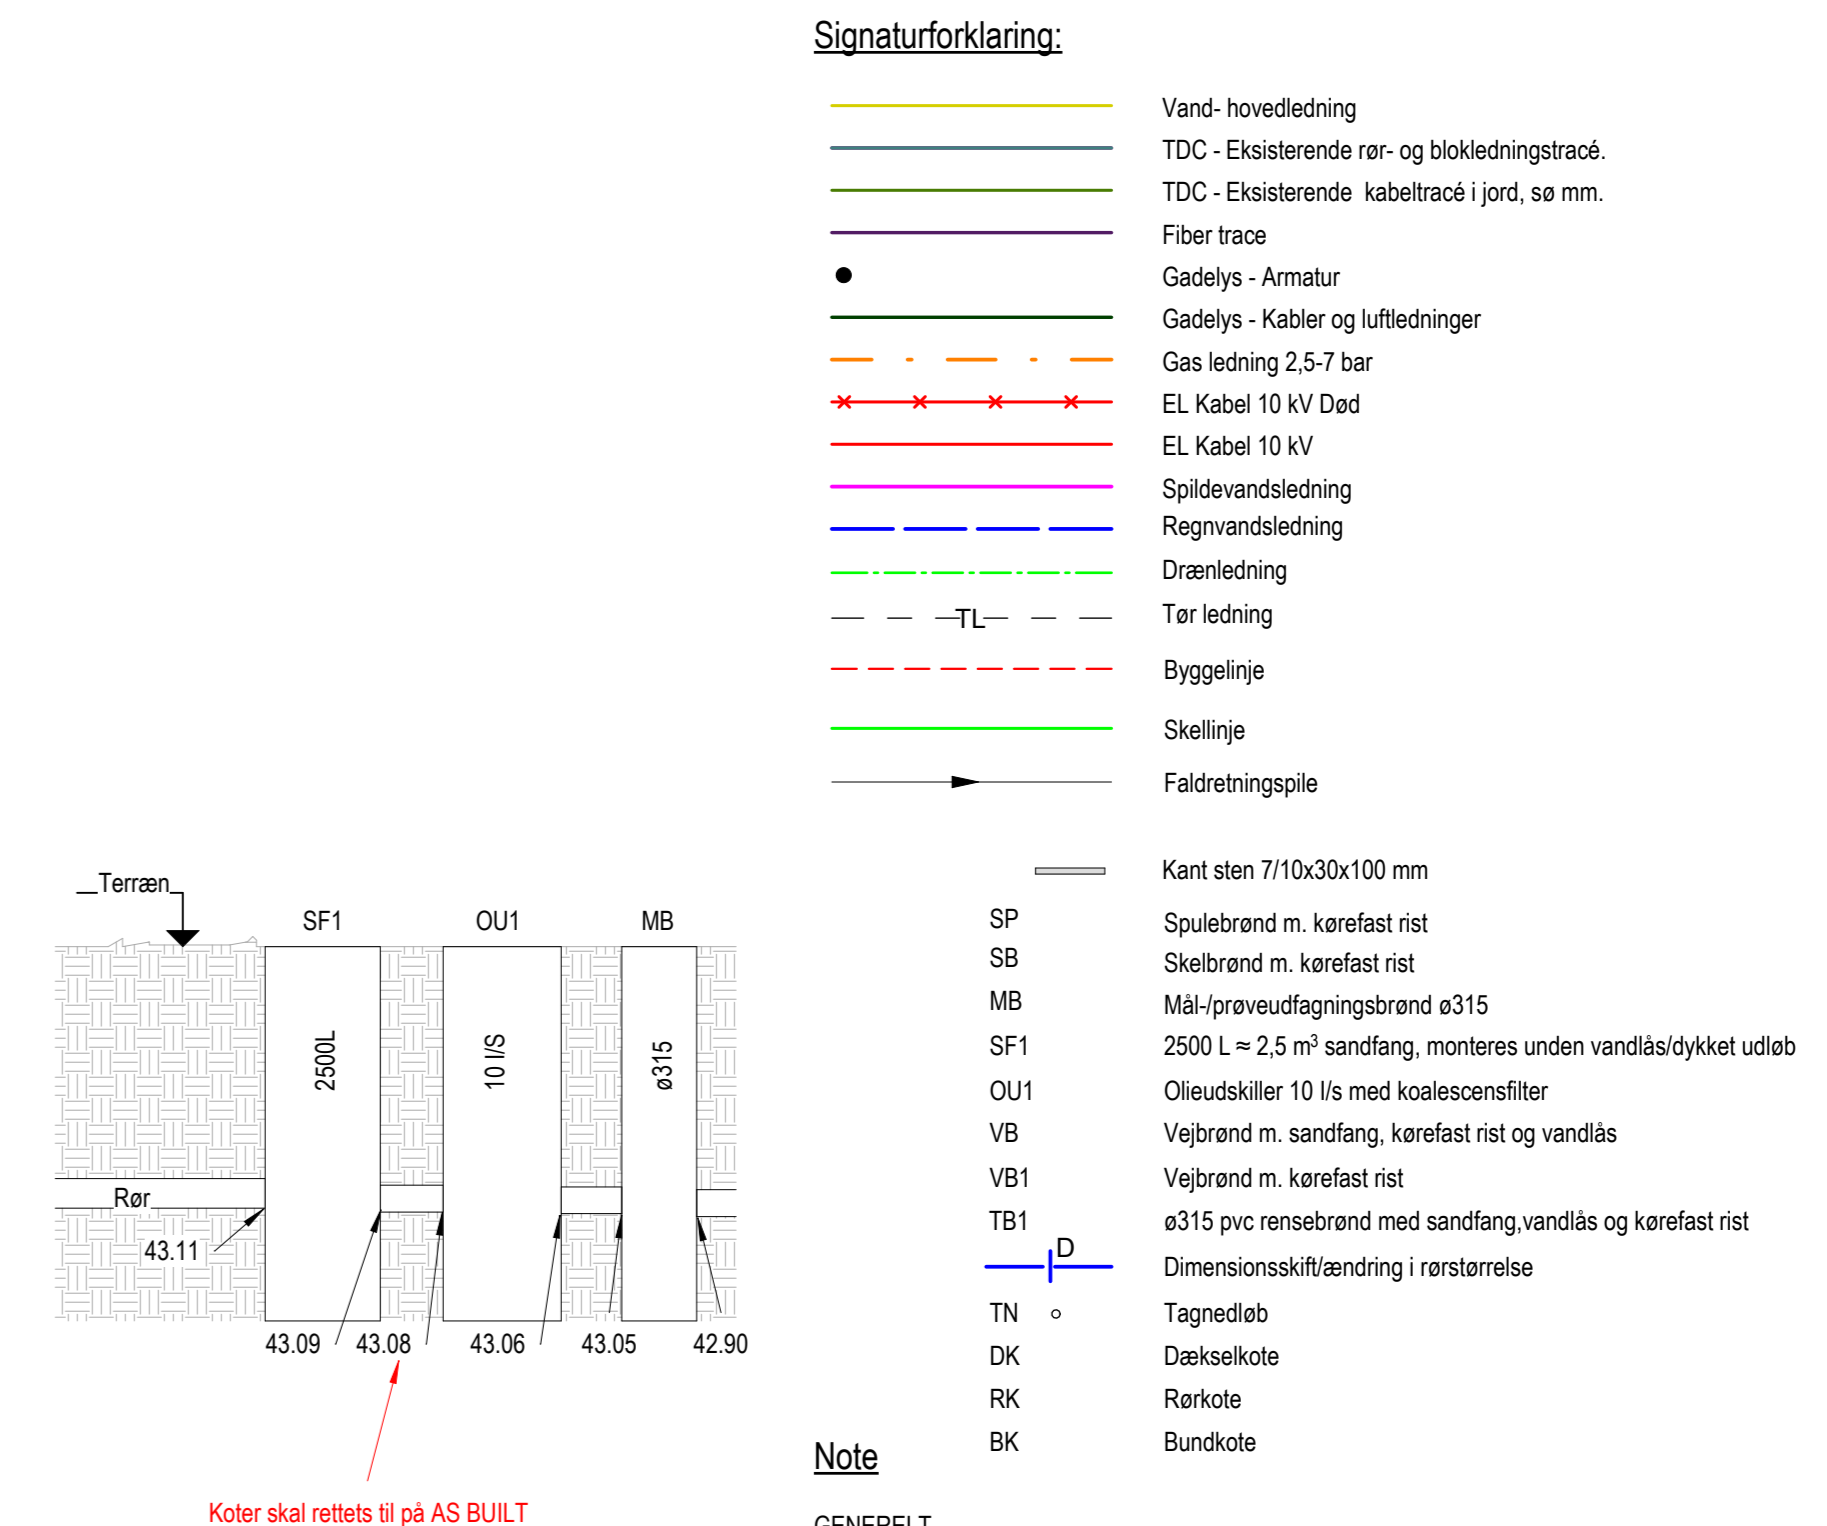 Signaturforklaring:
Vand- hovedledning
TDC - Eksisterende rør- og blokledningstracé.
TDC - Eksisterende kabeltracé i jord, sø mm.
Fiber trace
Gadelys - Armatur
Gadelys - Kabler og luftledninger
Gas ledning 2,5-7 bar
EL Kabel 10 kV Død
EL Kabel 10 kV
Spildevandsledning
Regnvandsledning
Drænledning
TL Tør ledning
Byggelinje
Skellinje
Faldretningspile
Kant sten 7/10x30x100 mm
SP Spulebrønd m. kørefast rist
SB Skelbrønd m. kørefast rist
MB Mål-/prøveudfagningsbrønd ø315
SF1 2500 L ≈ 2,5 m³ sandfang, monteres unden vandlås/dykket udløb
OU1 Olieudskiller 10 l/s med koalescensfilter
VB Vejbrønd m. sandfang, kørefast rist og vandlås
VB1 Vejbrønd m. kørefast rist
TB1 ø315 pvc rensebrønd med sandfang,vandlås og kørefast rist
D Dimensionsskift/ændring i rørstørrelse
TN Tagnedløb
DK Dækselkote
RK Rørkote
BK Bundkote
Terræn
SF1 OU1 MB
2500L
10 l/S
ø315
Rør
43.11
43.09 43.08 43.06 43.05 42.90
Koter skal rettets til på AS BUILT
Note
GENERELT